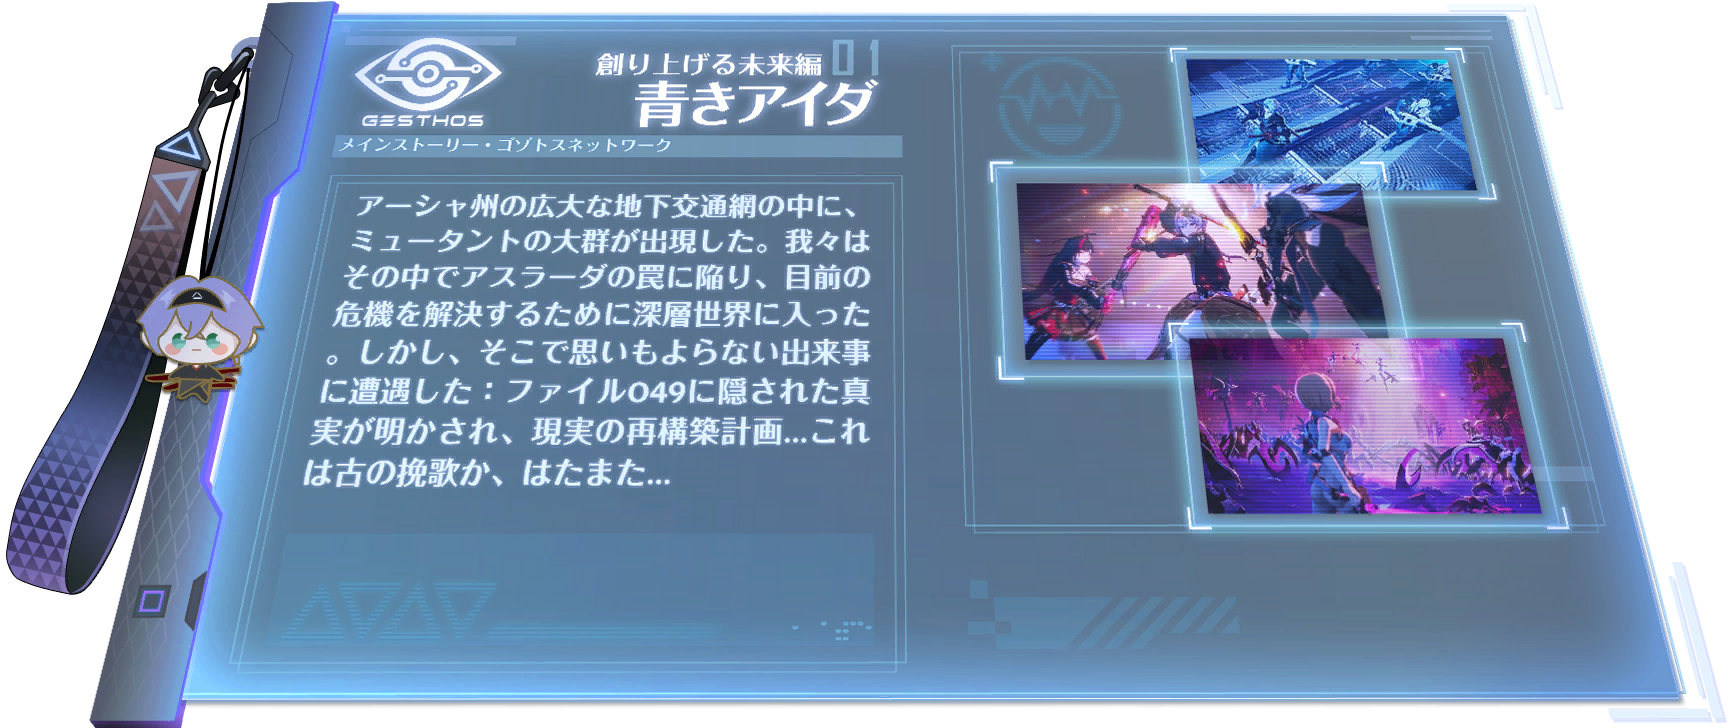 GESTHOS
創り上げる未来編 01
青きアイダ
メインストーリー・ゴゾトスネットワーク
アーシャ州の広大な地下交通網の中に、
ミュータントの大群が出現した。我々は
その中でアスラーダの罠に陥り、目前の
危機を解決するために深層世界に入った
。しかし、そこで思いもよらない出来事
に遭遇した：ファイル049に隠された真
実が明かされ、現実の再構築計画...これ
は古の挽歌か、はたまた...